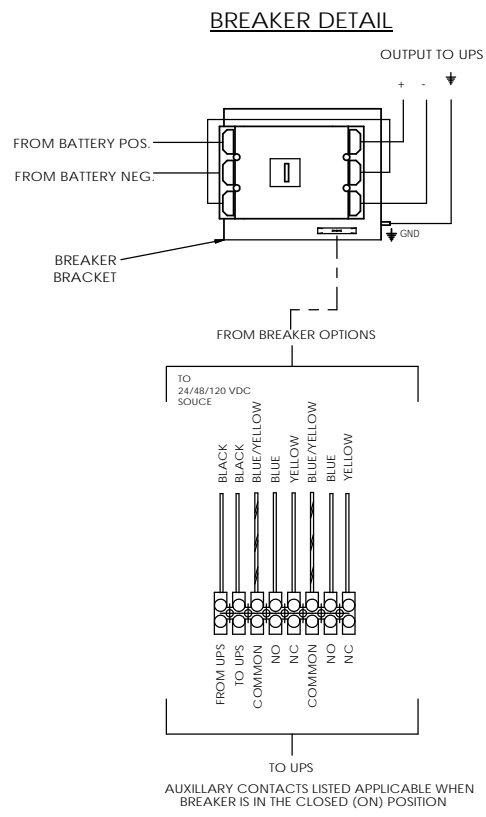 BREAKER DETAIL
OUTPUT TO UPS
+ -
FROM BATTERY POS.
FROM BATTERY NEG.
GND
BREAKER
BRACKET
FROM BREAKER OPTIONS
TO
24/48/120 VDC
SOUCE
BLACK
BLACK
BLUE/YELLOW
BLUE
YELLOW
BLUE/YELLOW
BLUE
YELLOW
FROM UPS
TO UPS
COMMON
NO
NC
COMMON
NO
NC
TO UPS
AUXILLARY CONTACTS LISTED APPLICABLE WHEN
BREAKER IS IN THE CLOSED (ON) POSITION